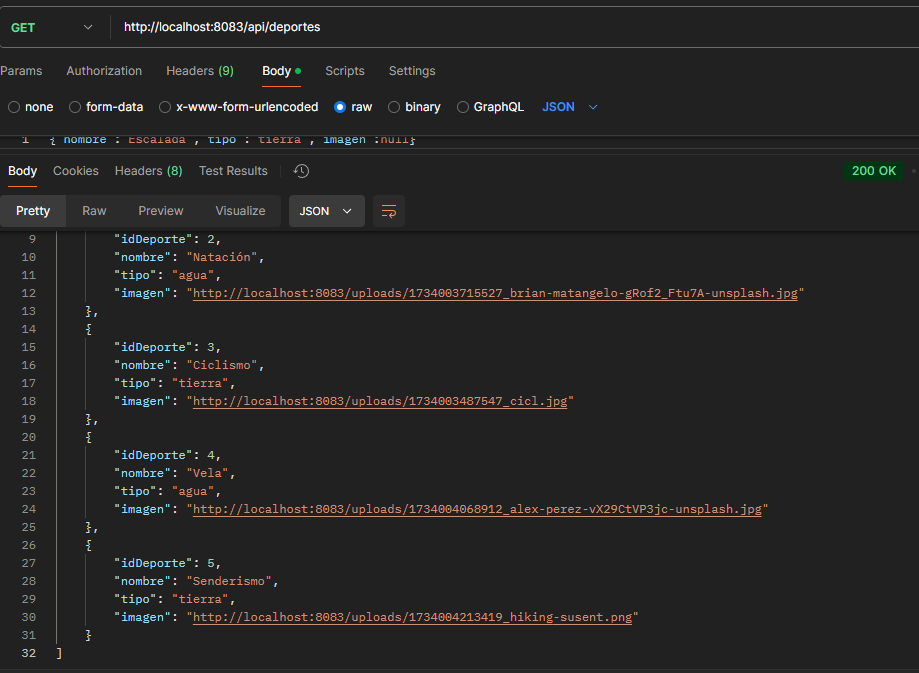 GET http://localhost:8083/api/deportes
Params Authorization Headers (9) Body Scripts Settings
none form-data x-www-form-urlencoded raw binary GraphQL JSON
1 { "nombre":"Escalada", "tipo":"tierra", "imagen":null}
Body Cookies Headers (8) Test Results 200 OK
Pretty Raw Preview Visualize JSON
9 "idDeporte": 2,
10 "nombre": "Natación",
11 "tipo": "agua",
12 "imagen": "http://localhost:8083/uploads/1734003715527_brian-matangelo-gRof2_Ftu7A-unsplash.jpg"
13 },
14 {
15 "idDeporte": 3,
16 "nombre": "Ciclismo",
17 "tipo": "tierra",
18 "imagen": "http://localhost:8083/uploads/1734003487547_cicl.jpg"
19 },
20 {
21 "idDeporte": 4,
22 "nombre": "Vela",
23 "tipo": "agua",
24 "imagen": "http://localhost:8083/uploads/1734004068912_alex-perez-vX29CtVP3jc-unsplash.jpg"
25 },
26 {
27 "idDeporte": 5,
28 "nombre": "Senderismo",
29 "tipo": "tierra",
30 "imagen": "http://localhost:8083/uploads/1734004213419_hiking-susent.png"
31 }
32 ]